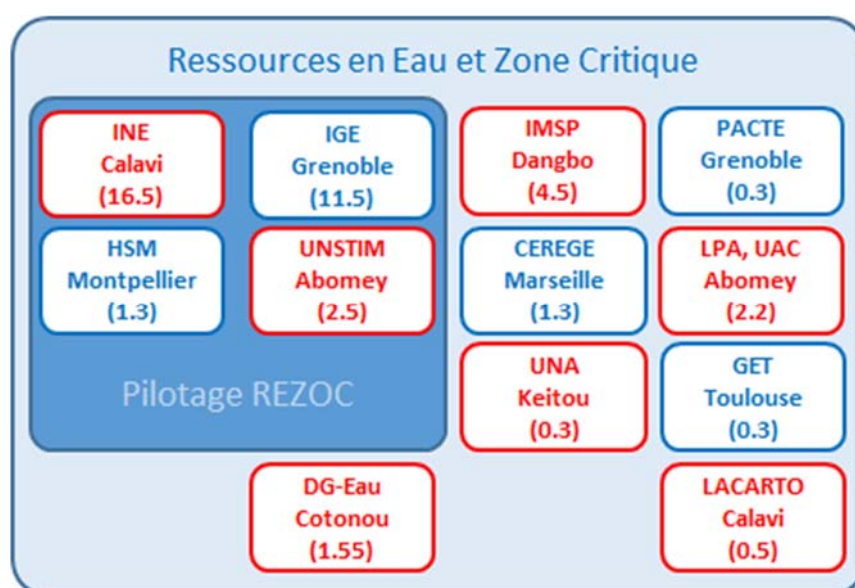 Ressources en Eau et Zone Critique
INE
Calavi
(16.5)
IGE
Grenoble
(11.5)
IMSP
Dangbo
(4.5)
PACTE
Grenoble
(0.3)
HSM
Montpellier
(1.3)
UNSTIM
Abomey
(2.5)
CEREGE
Marseille
(1.3)
LPA, UAC
Abomey
(2.2)
Pilotage REZOC
UNA
Keitou
(0.3)
GET
Toulouse
(0.3)
DG-Eau
Cotonou
(1.55)
LACARTO
Calavi
(0.5)